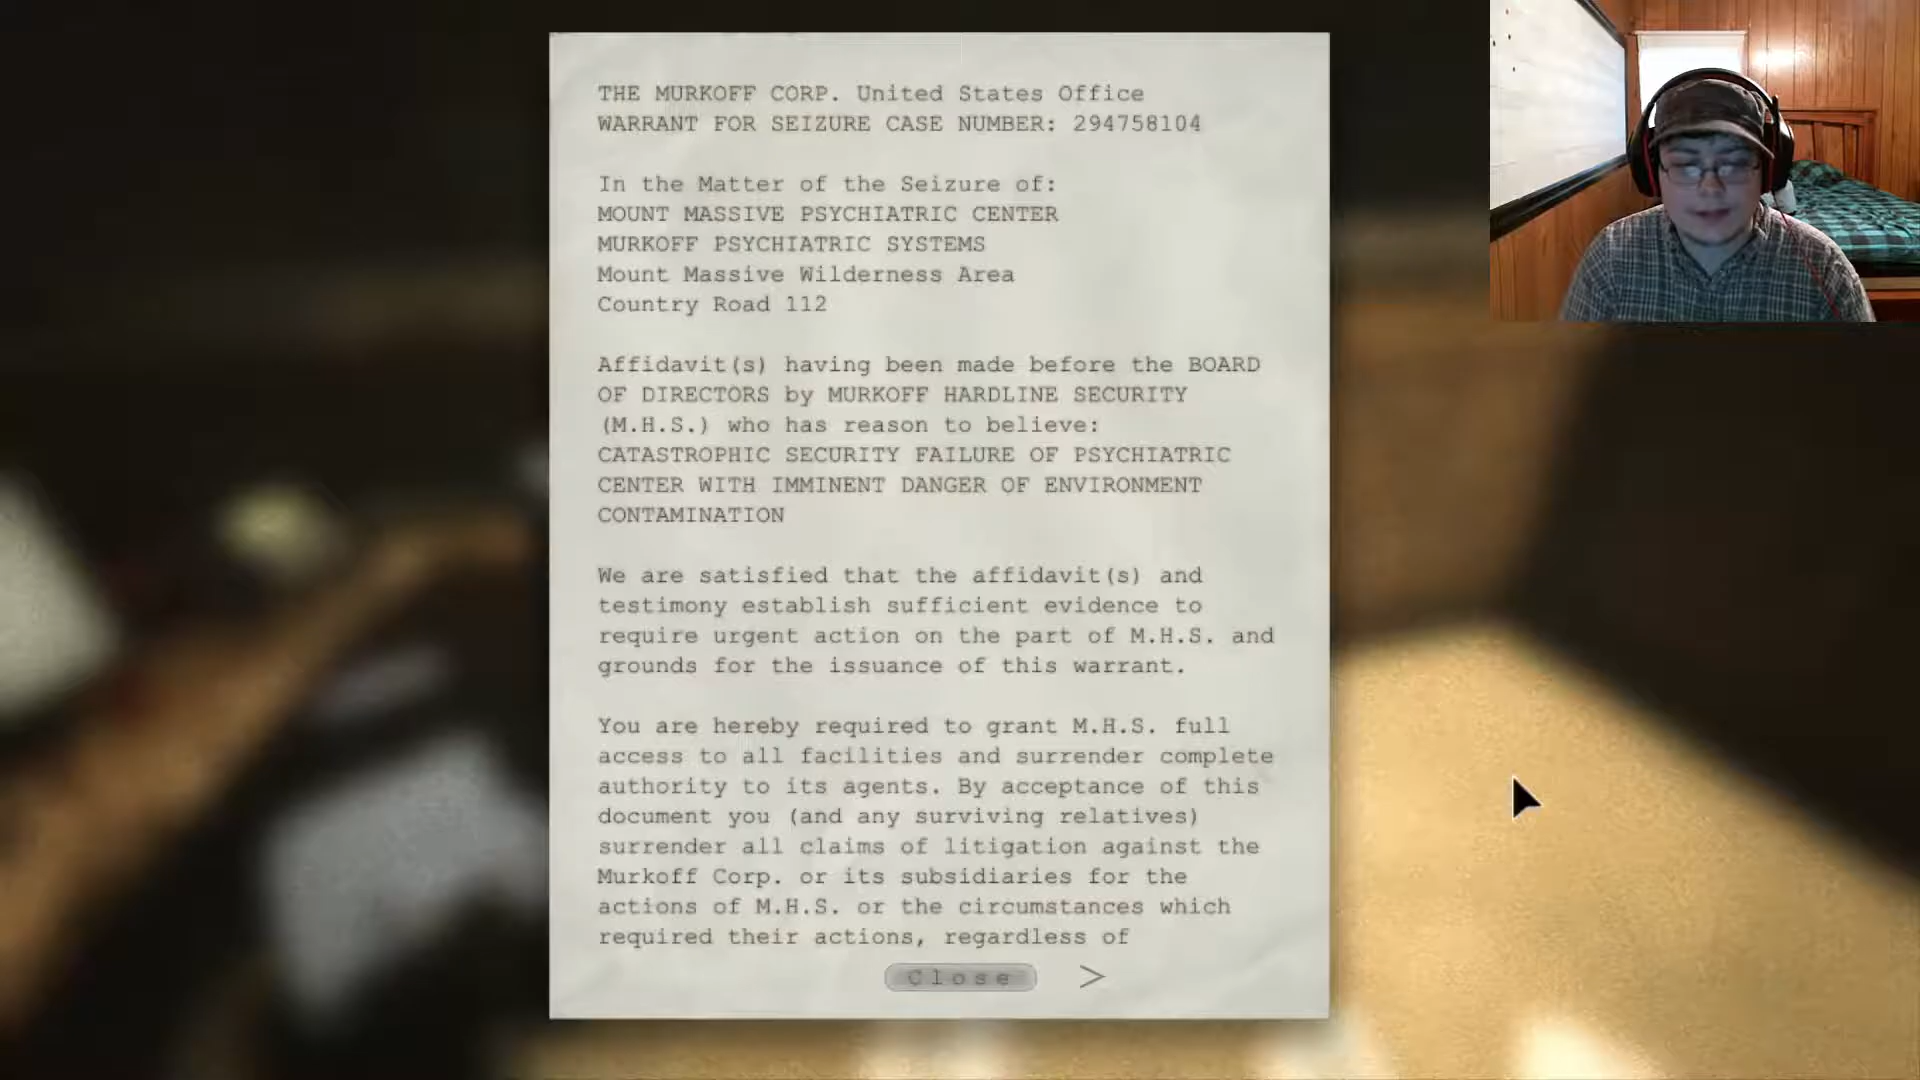 THE MURKOFF CORP. United States Office
WARRANT FOR SEIZURE CASE NUMBER: 294758104
In the Matter of the Seizure of:
MOUNT MASSIVE PSYCHIATRIC CENTER
MURKOFF PSYCHIATRIC SYSTEMS
Mount Massive Wilderness Area
Country Road 112
Affidavit(s) having been made before the BOARD
OF DIRECTORS by MURKOFF HARDLINE SECURITY
(M.H.S.) who has reason to believe:
CATASTROPHIC SECURITY FAILURE OF PSYCHIATRIC
CENTER WITH IMMINENT DANGER OF ENVIRONMENT
CONTAMINATION
We are satisfied that the affidavit(s) and
testimony establish sufficient evidence to
require urgent action on the part of M.H.S. and
grounds for the issuance of this warrant.
You are hereby required to grant M.H.S. full
access to all facilities and surrender complete
authority to its agents. By acceptance of this
document you (and any surviving relatives)
surrender all claims of litigation against the
Murkoff Corp. or its subsidiaries for the
actions of M.H.S. or the circumstances which
required their actions, regardless of
Close >